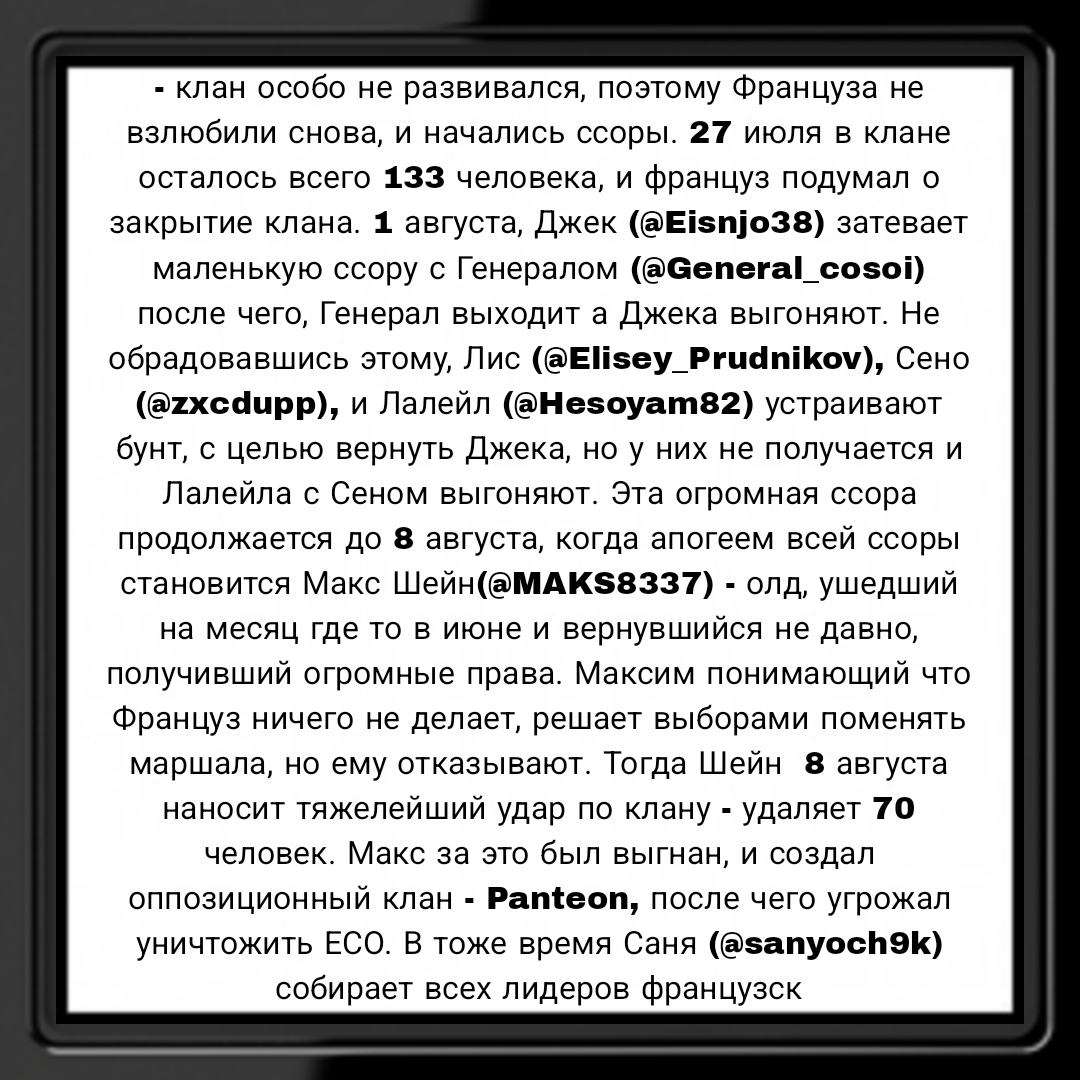 - клан особо не развивался, поэтому Француза не
взлюбили снова, и начались ссоры. 27 июля в клане
осталось всего 133 человека, и француз подумал о
закрытие клана. 1 августа, Джек (@Eisnjo38) затевает
маленькую ссору с Генералом (@General_cosoi)
после чего, Генерал выходит а Джека выгоняют. Не
обрадовавшись этому, Лис (@Elisey_Prudnikov), Сено
(@zxcdupp), и Лалейл (@Hesoyam82) устраивают
бунт, с целью вернуть Джека, но у них не получается и
Лалейла с Сеном выгоняют. Эта огромная ссора
продолжается до 8 августа, когда апогеем всей ссоры
становится Макс Шейн(@MAKS8337) - олд, ушедший
на месяц где то в июне и вернувшийся не давно,
получивший огромные права. Максим понимающий что
Француз ничего не делает, решает выборами поменять
маршала, но ему отказывают. Тогда Шейн  8 августа
наносит тяжелейший удар по клану - удаляет 70
человек. Макс за это был выгнан, и создал
оппозиционный клан - Panteon, после чего угрожал
уничтожить ЕСО. В тоже время Саня (@sanyoch9k)
собирает всех лидеров французск